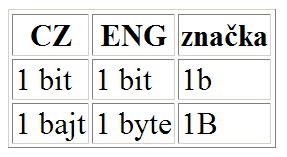 CZ ENG značka
1 bit 1 bit 1b
1 bajt 1 byte 1B